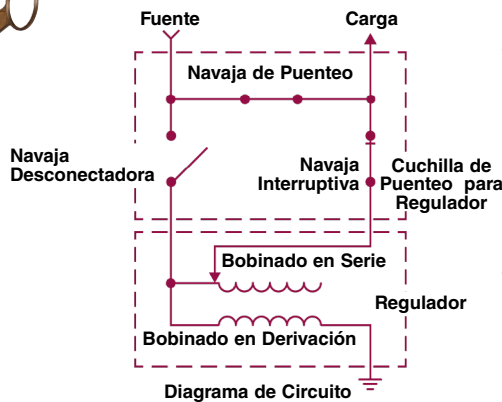 Fuente
Carga
Navaja de Puenteo
Navaja
Desconectadora
Navaja
Interruptiva
Cuchilla de
Puenteo para
Regulador
Bobinado en Serie
Regulador
Bobinado en Derivación
Diagrama de Circuito